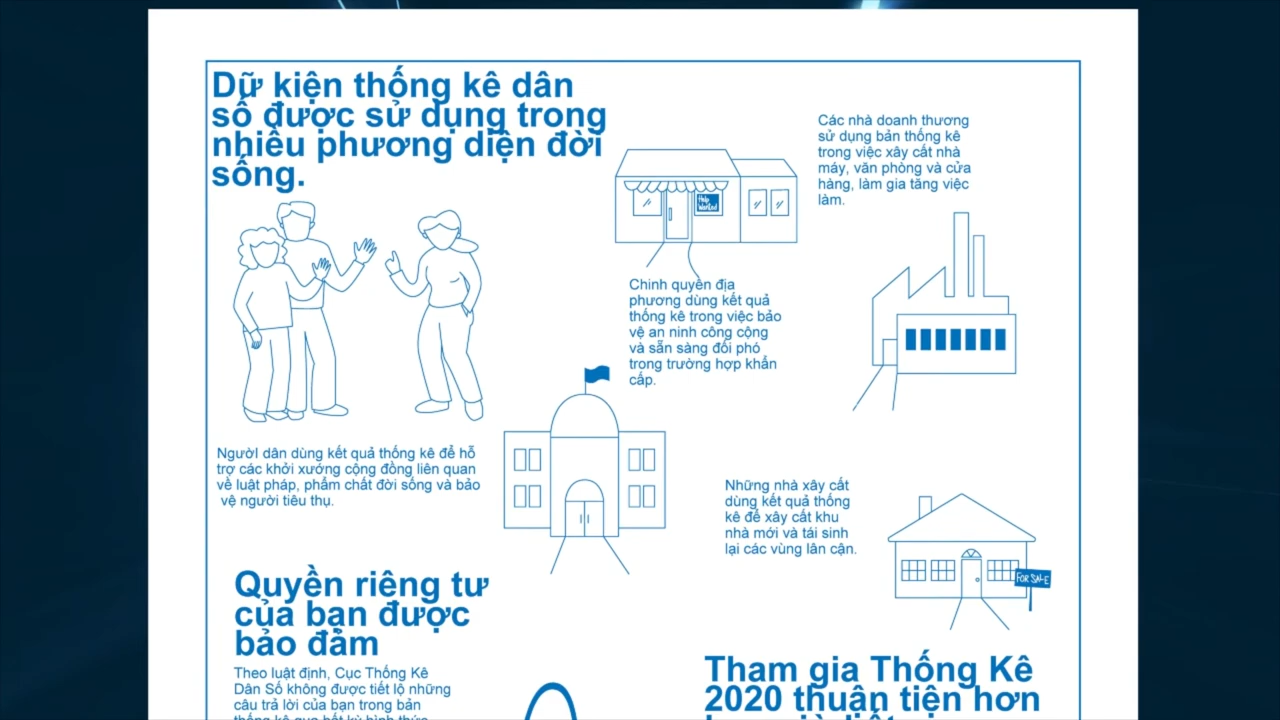 Dữ kiện thống kê dân
số được sử dụng trong
nhiều phương diện đời
sống.
Các nhà doanh thương
sử dụng bản thống kê
trong việc xây cất nhà
máy, văn phòng và cửa
hàng, làm gia tăng việc
làm.
Help
Wanted
Chinh quyền địa
phương dùng kết quả
thống kê trong việc bảo
vệ an ninh công cộng
và sẵn sàng đối phó
trong trường hợp khẩn
cấp.
Ngườl dân dùng kết quả thống kê để hỗ
trợ các khởi xướng cộng đồng liên quan
về luật pháp, phẩm chất đời sống và bảo
vệ người tiêu thụ.
Những nhà xây cất
dùng kết quả thống
kê để xây cất khu
nhà mới và tái sinh
lại các vùng lân cận.
FOR SALE
Quyền riêng tư
của bạn được
bảo đảm
Theo luật định, Cục Thống Kê
Dân Số không được tiết lộ những
câu trả lời của bạn trong bản
Tham gia Thống Kê
2020 thuận tiện hơn